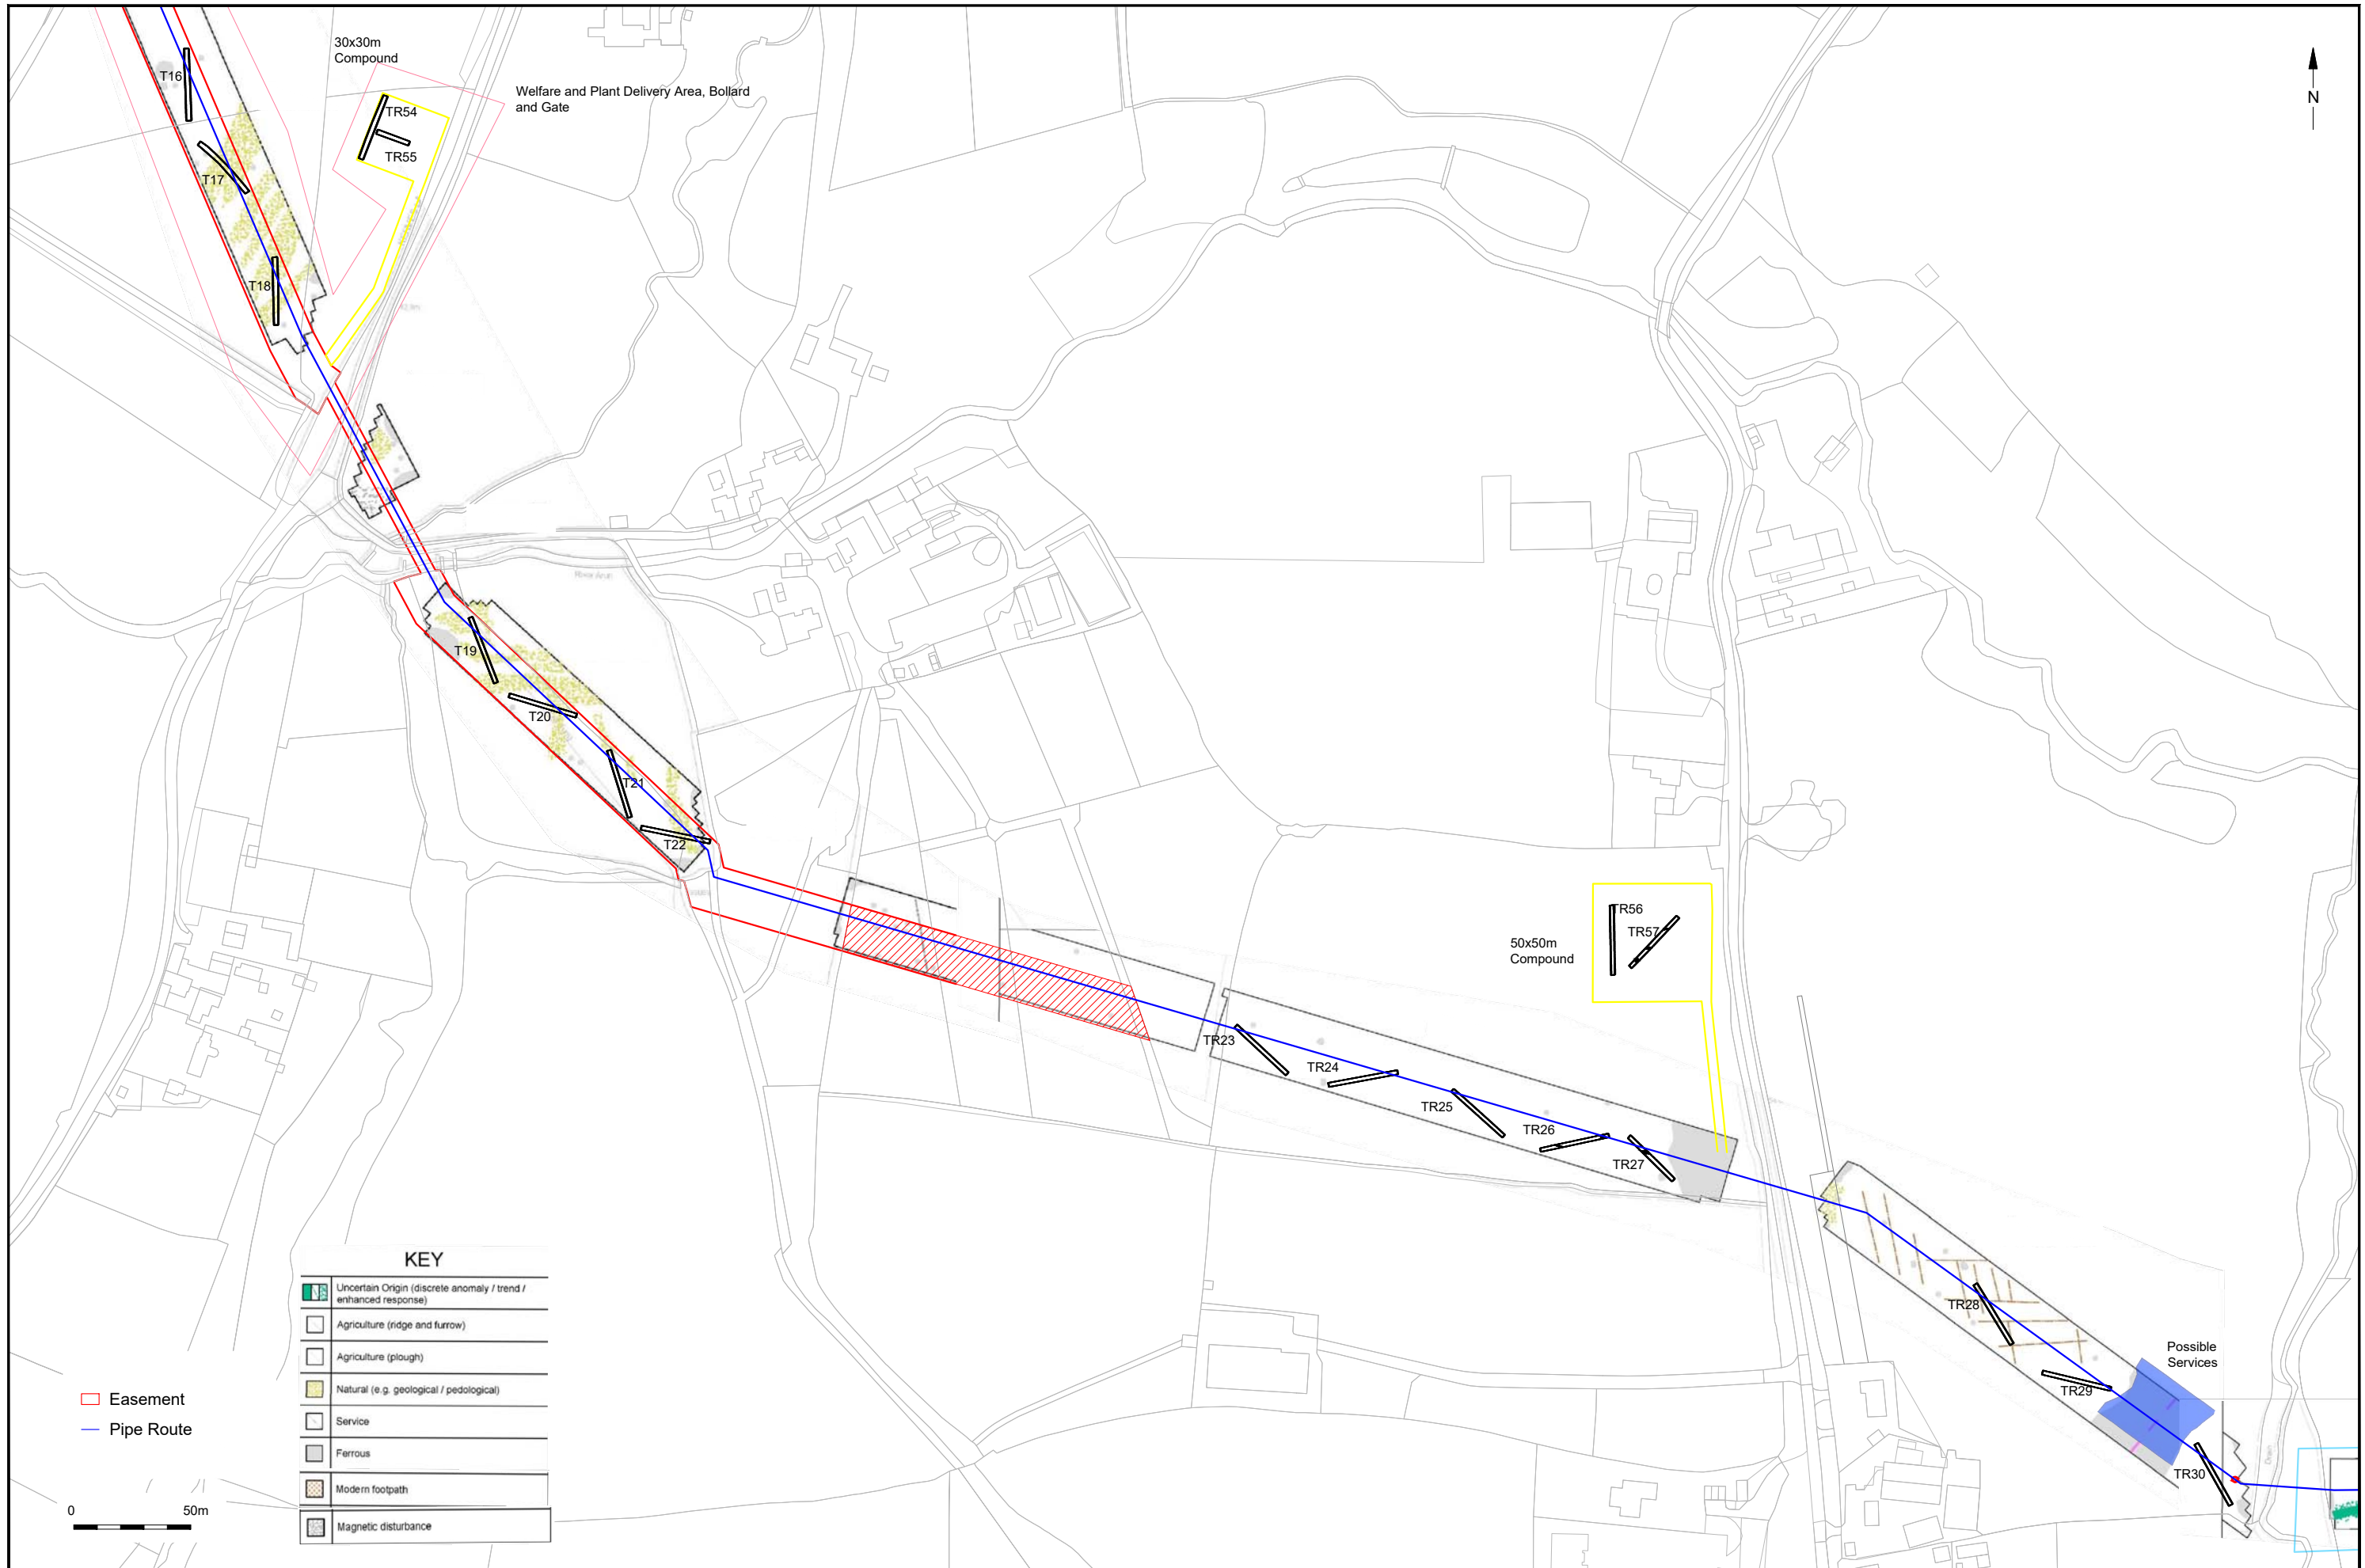 30x30m
Compound
Welfare and Plant Delivery Area, Bollard
and Gate
N
T16
TR54
TR55
T17
T18
T19
T20
T21
T22
50x50m
Compound
TR56
TR57
TR23
TR24
TR25
TR26
TR27
TR28
TR29
Possible
Services
TR30
Drain
KEY
Uncertain Origin (discrete anomaly / trend /
enhanced response)
Agriculture (ridge and furrow)
Agriculture (plough)
Natural (e.g. geological / pedological)
Service
Ferrous
Modern footpath
Magnetic disturbance
Easement
Pipe Route
0 50m